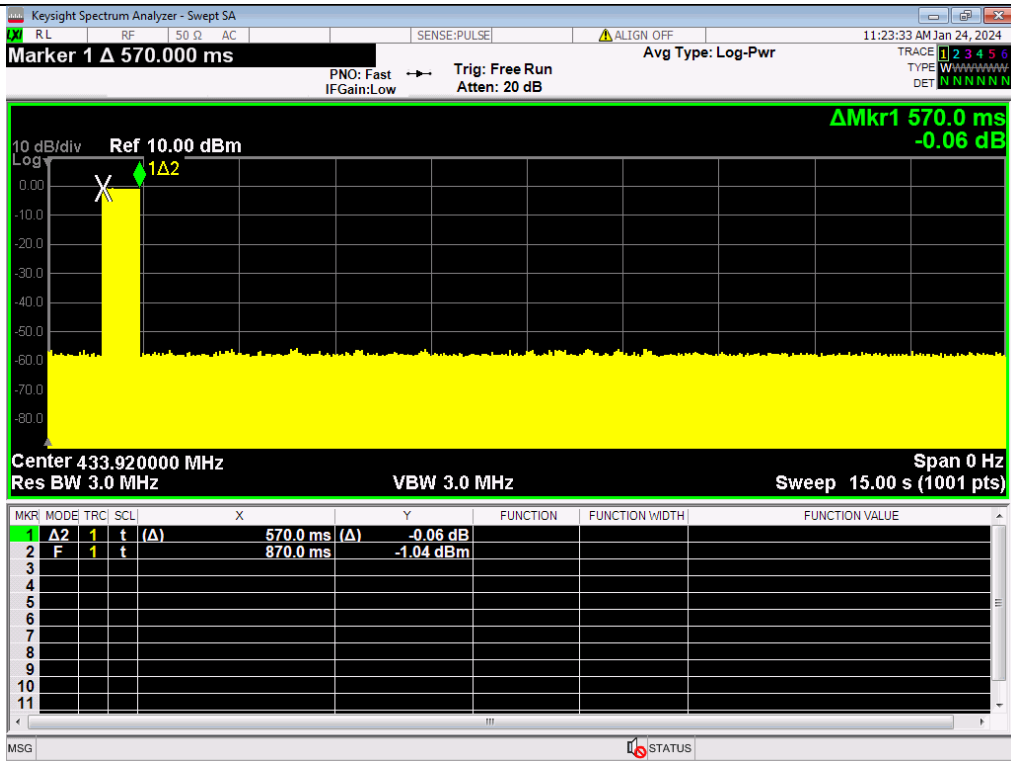 Keysight Spectrum Analyzer - Swept SA
LXI RL RF 50 Ω AC SENSE:PULSE ALIGN OFF 11:23:33 AM Jan 24, 2024
Marker 1 Δ 570.000 ms
Avg Type: Log-Pwr
TRACE 1 2 3 4 5 6
TYPE WWWWWW
DET N N N N N N
PNO: Fast Trig: Free Run
IFGain:Low Atten: 20 dB
ΔMkr1 570.0 ms
-0.06 dB
10 dB/div Ref 10.00 dBm
Log
1Δ2
0.00
X
-10.0
-20.0
-30.0
-40.0
-50.0
-60.0
-70.0
-80.0
Center 433.920000 MHz Span 0 Hz
Res BW 3.0 MHz VBW 3.0 MHz Sweep 15.00 s (1001 pts)
MKR MODE TRC SCL X Y FUNCTION FUNCTION WIDTH FUNCTION VALUE
1 Δ2 1 t (Δ) 570.0 ms (Δ) -0.06 dB
2 F 1 t 870.0 ms -1.04 dBm
3
4
5
6
7
8
9
10
11
MSG STATUS